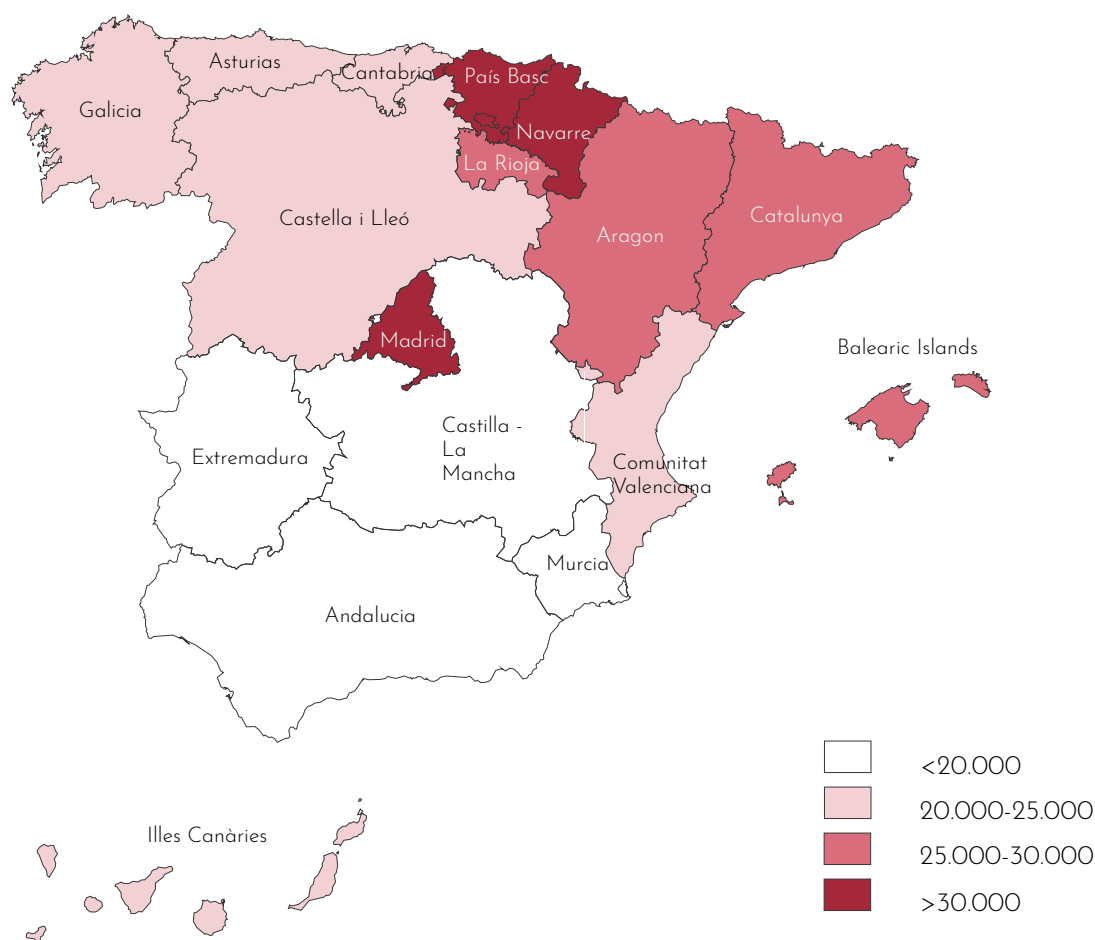 Asturias
Cantabria
País Basc
Galicia
Navarre
La Rioja
Castella i Lleó
Catalunya
Aragon
Madrid
Balearic Islands
Castilla -
La
Mancha
Extremadura
Comunitat
Valenciana
Murcia
Andalucia
Illes Canàries
<20.000
20.000-25.000
25.000-30.000
>30.000